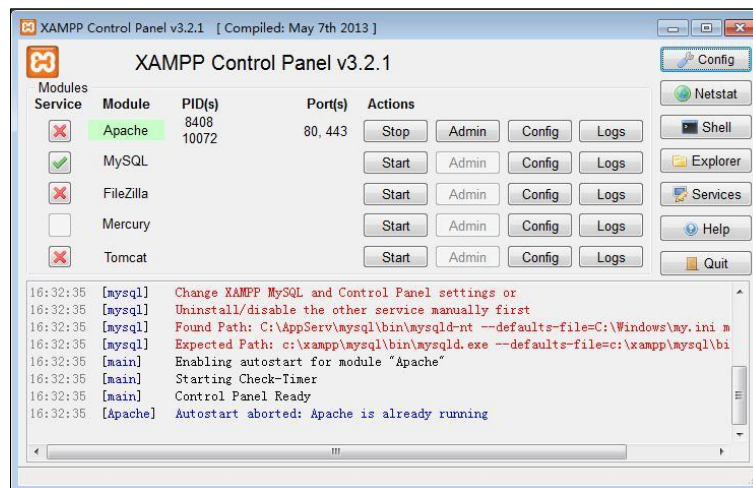 XAMPP Control Panel v3.2.1 [ Compiled: May 7th 2013 ]
XAMPP Control Panel v3.2.1
Config
Netstat
Shell
Explorer
Services
Help
Quit
Modules
Service Module PID(s) Port(s) Actions
Apache 8408 10072 80, 443 Stop Admin Config Logs
MySQL Start Admin Config Logs
FileZilla Start Admin Config Logs
Mercury Start Admin Config Logs
Tomcat Start Admin Config Logs
16:32:35 [mysql] Change XAMPP MySQL and Control Panel settings or
16:32:35 [mysql] Uninstall/disable the other service manually first
16:32:35 [mysql] Found Path: C:\AppServ\mysql\bin\mysqld-nt --defaults-file=C:\Windows\my.ini m
16:32:35 [mysql] Expected Path: c:\xampp\mysql\bin\mysqld.exe --defaults-file=c:\xampp\mysql\bi
16:32:35 [main] Enabling autostart for module "Apache"
16:32:35 [main] Starting Check-Timer
16:32:35 [main] Control Panel Ready
16:32:35 [Apache] Autostart aborted: Apache is already running